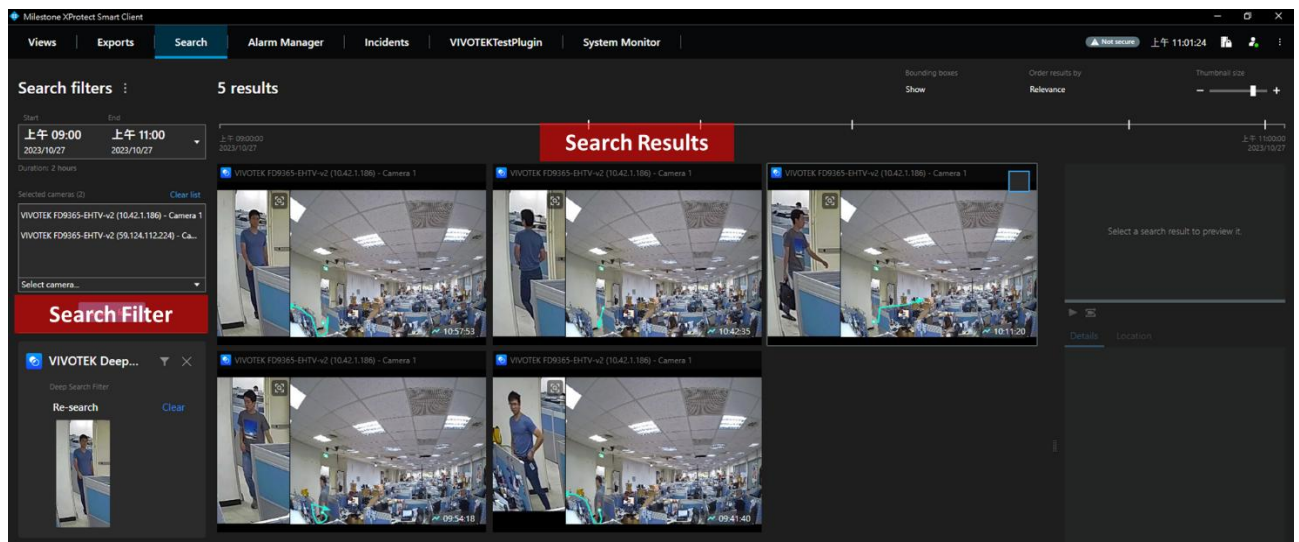 Milestone XProtect Smart Client
Views
Exports
Search
Alarm Manager
Incidents
VIVOTEKTestPlugin
System Monitor
Not secure
上午 11:01:24
Search filters
5 results
Bounding boxes
Show
Order results by
Relevance
Thumbnail size
Start
End
上午 09:00
上午 11:00
2023/10/27
2023/10/27
Duration: 2 hours
上午 09:00:00
2023/10/27
Search Results
上午 11:00:00
2023/10/27
Selected cameras (2)
Clear list
VIVOTEK FD9365-EHTV-v2 (10.42.1.186) - Camera 1
VIVOTEK FD9365-EHTV-v2 (59.124.112.224) - Ca...
Select camera...
Search Filter
VIVOTEK Deep...
Deep Search Filter
Re-search
Clear
VIVOTEK FD9365-EHTV-v2 (10.42.1.186) - Camera 1
10:57:53
VIVOTEK FD9365-EHTV-v2 (10.42.1.186) - Camera 1
10:42:35
VIVOTEK FD9365-EHTV-v2 (10.42.1.186) - Camera 1
10:11:20
VIVOTEK FD9365-EHTV-v2 (10.42.1.186) - Camera 1
09:54:18
VIVOTEK FD9365-EHTV-v2 (10.42.1.186) - Camera 1
09:41:40
Select a search result to preview it.
Details
Location